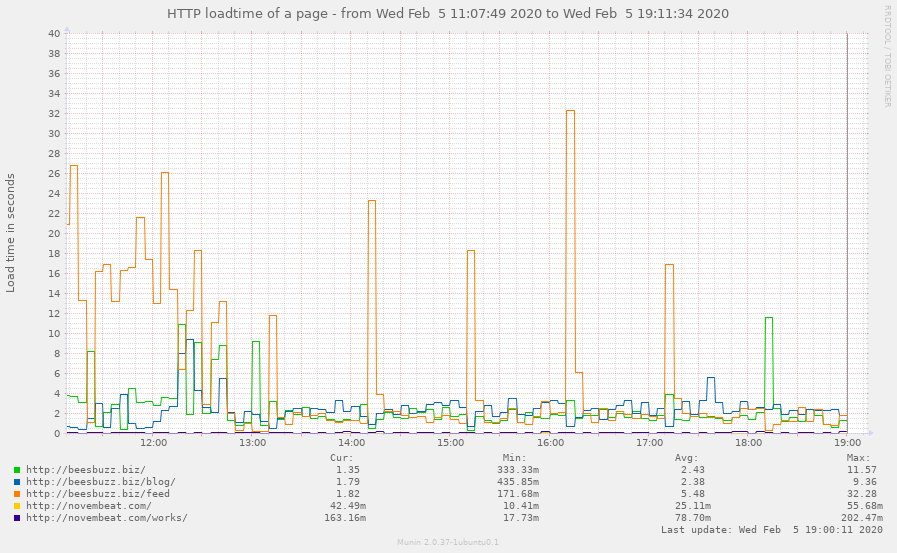 HTTP loadtime of a page - from Wed Feb  5 11:07:49 2020 to Wed Feb  5 19:11:34 2020
RRDTOOL / TOBI OETIKER
Load time in seconds
40
38
36
34
32
30
28
26
24
22
20
18
16
14
12
10
8
6
4
2
0
12:00 13:00 14:00 15:00 16:00 17:00 18:00 19:00
Cur: Min: Avg: Max:
http://beesbuzz.biz/ 1.35 333.33m 2.43 11.57
http://beesbuzz.biz/blog/ 1.79 435.85m 2.38 9.36
http://beesbuzz.biz/feed 1.82 171.68m 5.48 32.28
http://novembeat.com/ 42.49m 10.41m 25.11m 55.68m
http://novembeat.com/works/ 163.16m 17.73m 78.70m 202.47m
Last update: Wed Feb  5 19:00:11 2020
Munin 2.0.37-1ubuntu0.1